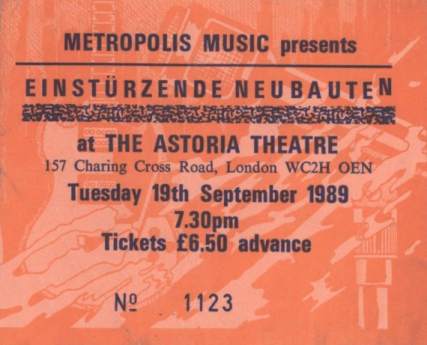 METROPOLIS MUSIC presents
EINSTÜRZENDE NEUBAUTEN
at THE ASTORIA THEATRE
157 Charing Cross Road, London WC2H OEN
Tuesday 19th September 1989
7.30pm
Tickets £6.50 advance
Nº 1123